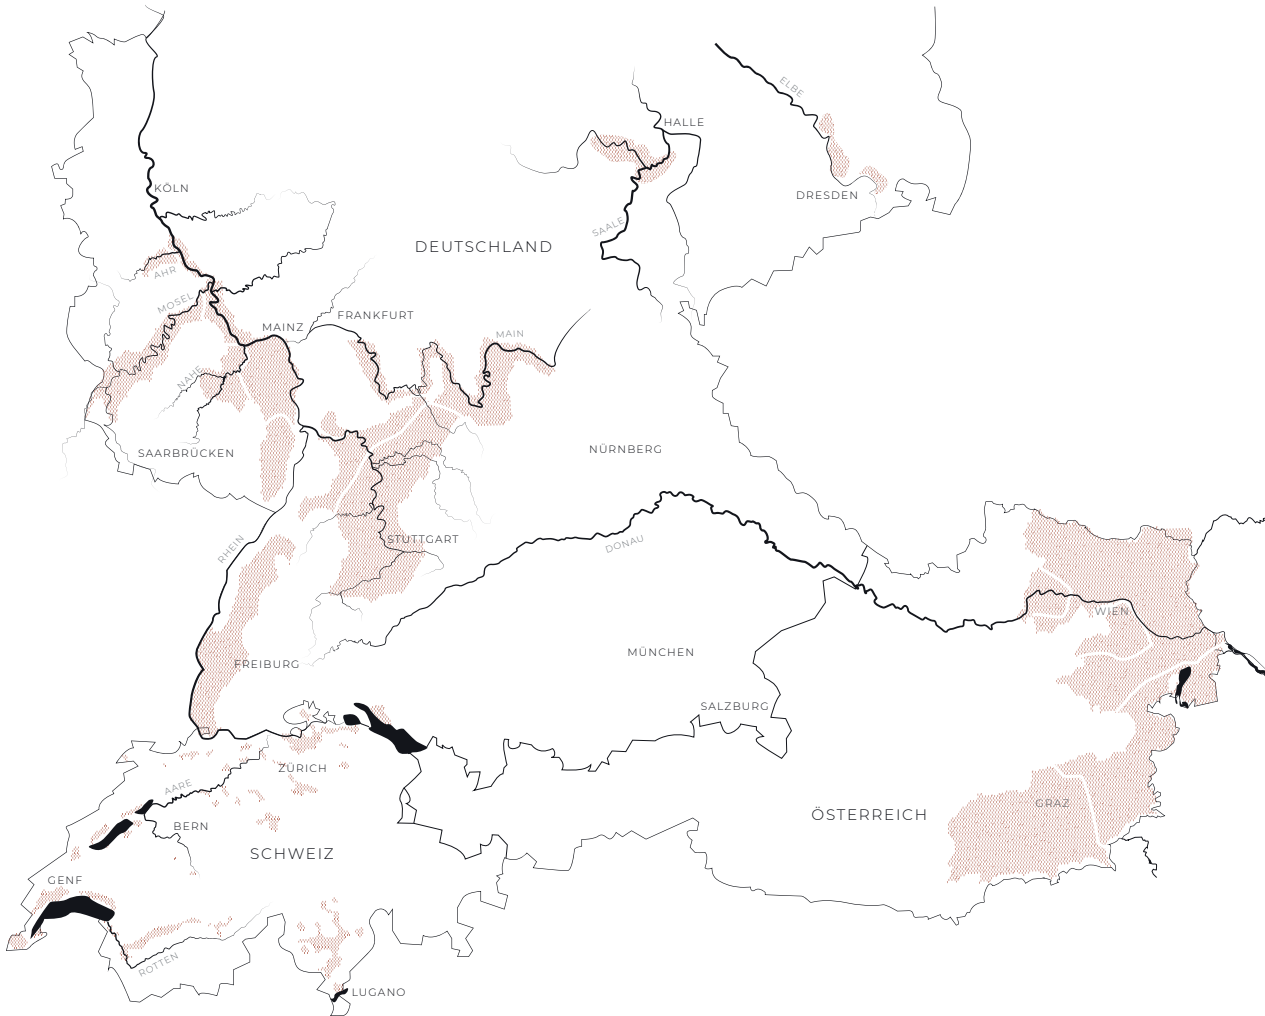 ELBE
HALLE
KÖLN
DRESDEN
SAALE
DEUTSCHLAND
AHR
MOSEL
FRANKFURT
MAINZ
MAIN
NAHE
SAARBRÜCKEN
NÜRNBERG
STUTTGART
RHEIN
DONAU
WIEN
MÜNCHEN
FREIBURG
SALZBURG
ZÜRICH
AARE
GRAZ
ÖSTERREICH
BERN
SCHWEIZ
GENF
ROTTEN
LUGANO